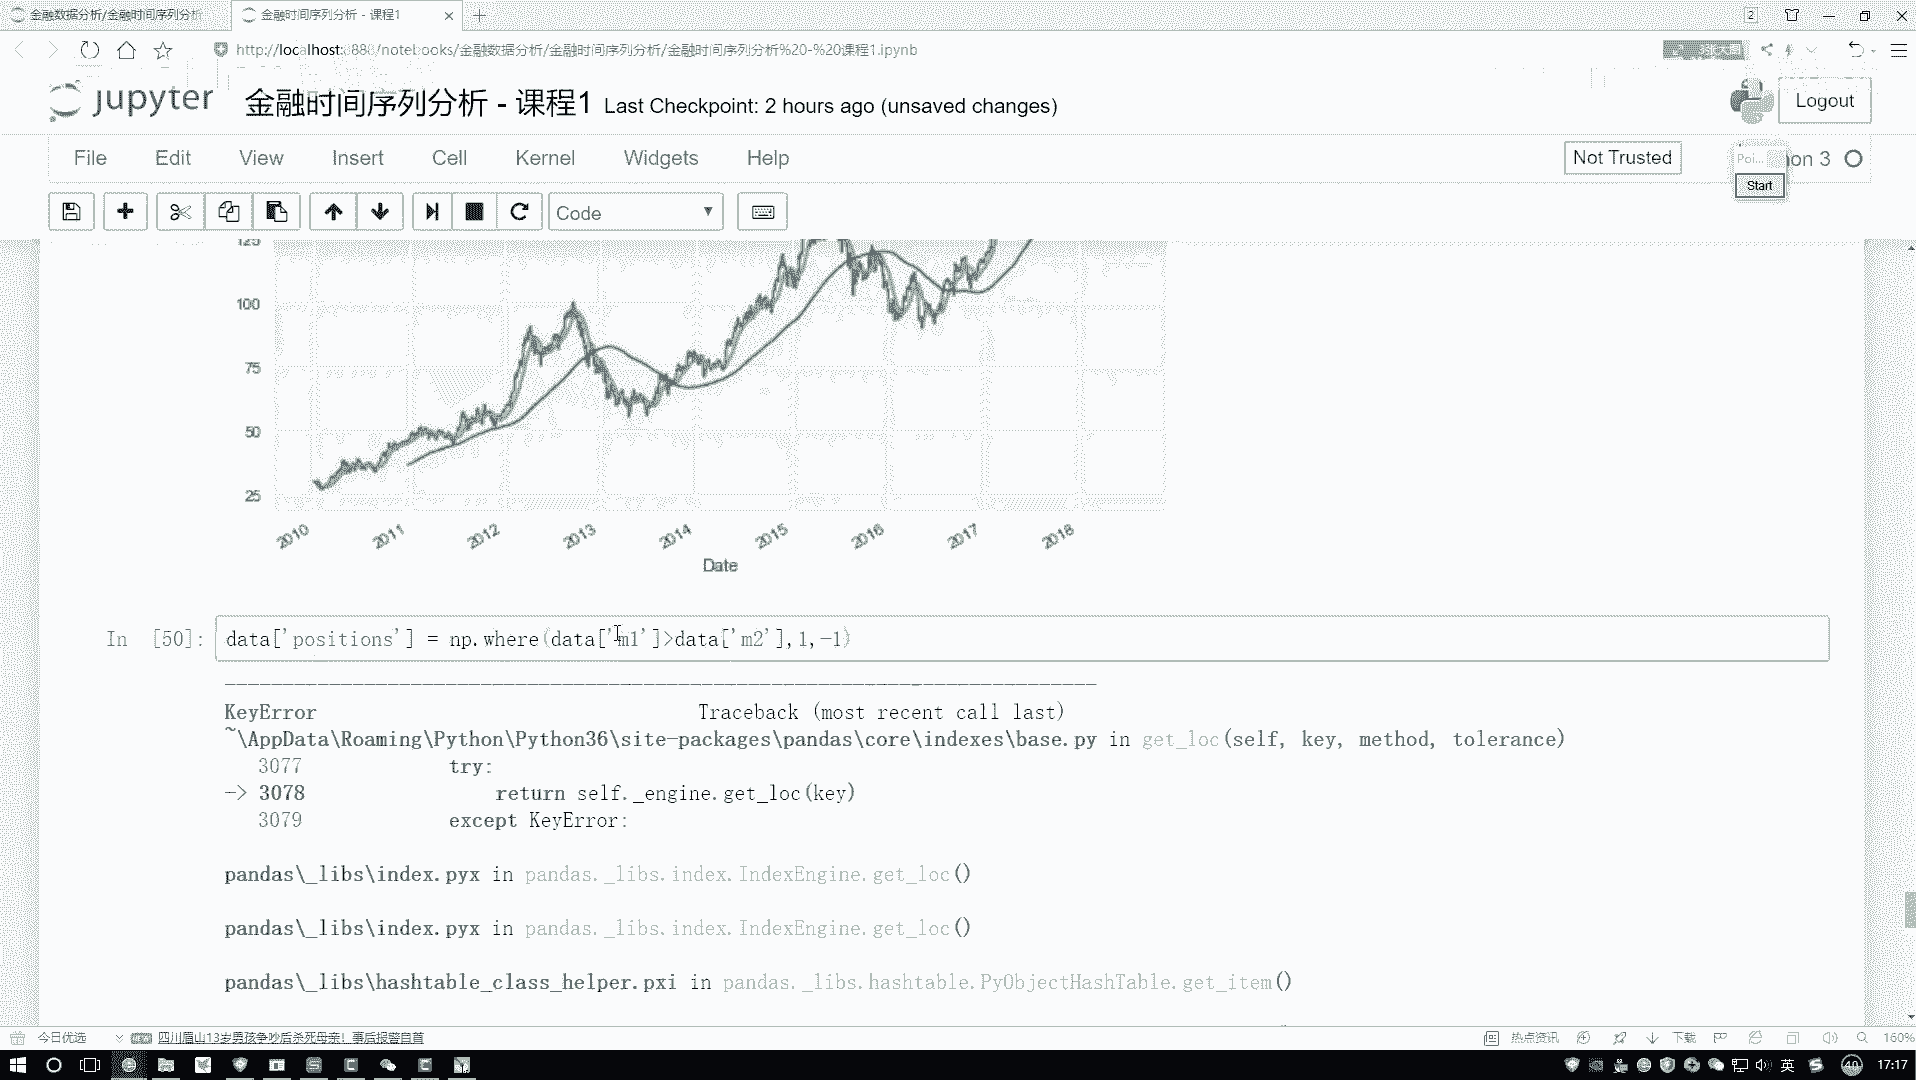 金融数据分析/金融时间序列分析
金融时间序列分析 - 课程1
2
http://localhost:888/notebooks/金融数据分析/金融时间序列分析/金融时间序列分析%20-%20课程1.ipynb
jupyter
金融时间序列分析 - 课程1
Last Checkpoint: 2 hours ago (unsaved changes)
Logout
File
Edit
View
Insert
Cell
Kernel
Widgets
Help
Not Trusted
Poi...
on 3
Start
Code
125
100
75
50
25
2010
2011
2012
2013
2014
2015
2016
2017
2018
Date
In [50]:
data['positions'] = np.where(data['m1']>data['m2'],1,-1)
KeyError Traceback (most recent call last)
~\AppData\Roaming\Python\Python36\site-packages\pandas\core\indexes\base.py in get_loc(self, key, method, tolerance)
3077 try:
-> 3078 return self._engine.get_loc(key)
3079 except KeyError:
pandas\_libs\index.pyx in pandas._libs.index.IndexEngine.get_loc()
pandas\_libs\index.pyx in pandas._libs.index.IndexEngine.get_loc()
pandas\_libs\hashtable_class_helper.pxi in pandas._libs.hashtable.PyObjectHashTable.get_item()
今日优选
四川眉山13岁男孩争吵后杀死母亲！事后报警自首
热点资讯
下载
160%
英
40
17:17